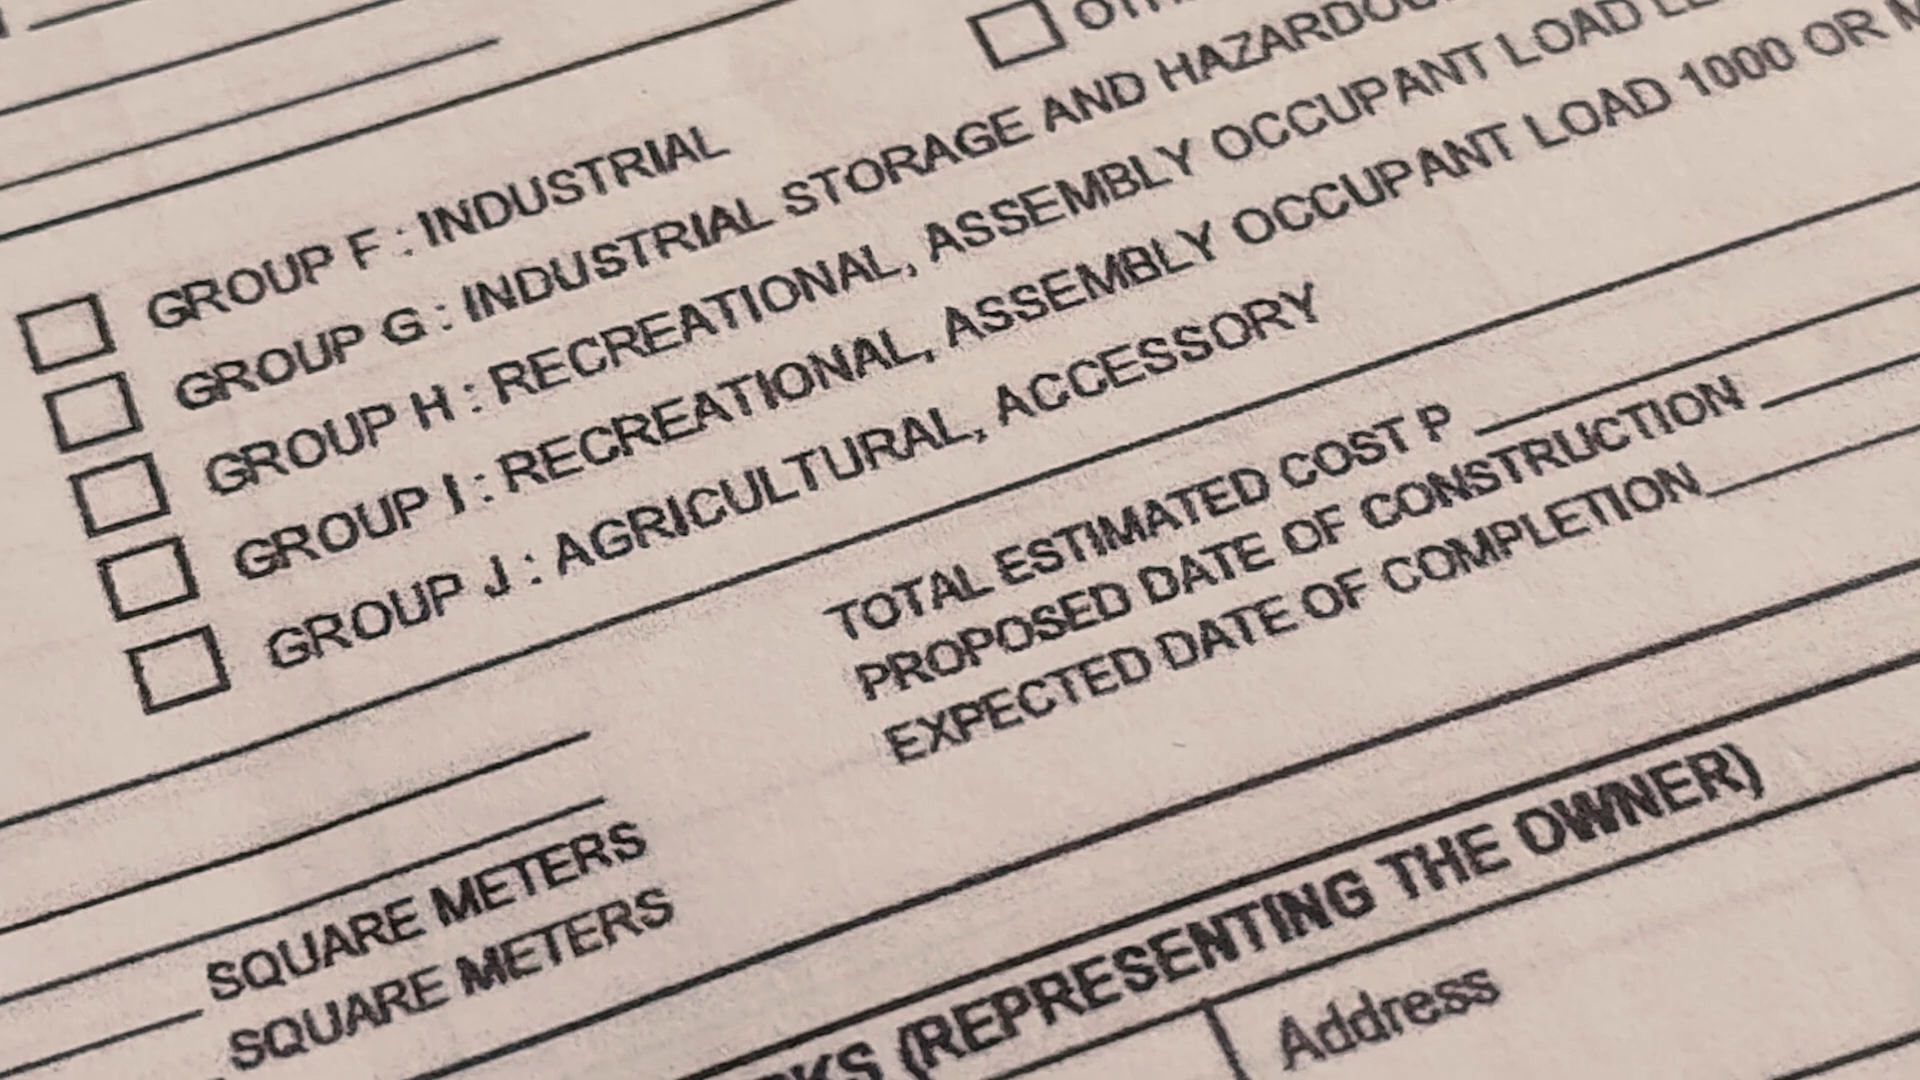 GROUP F : INDUSTRIAL
GROUP G : INDUSTRIAL STORAGE AND
GROUP H : RECREATIONAL, ASSEMBLY OCCUPANT LOAD
GROUP I : RECREATIONAL, ASSEMBLY OCCUPANT LOAD 1000 OR
GROUP J : AGRICULTURAL, ACCESSORY
TOTAL ESTIMATED COST P
PROPOSED DATE OF CONSTRUCTION
EXPECTED DATE OF COMPLETION
SQUARE METERS
SQUARE METERS
(REPRESENTING THE OWNER)
Address